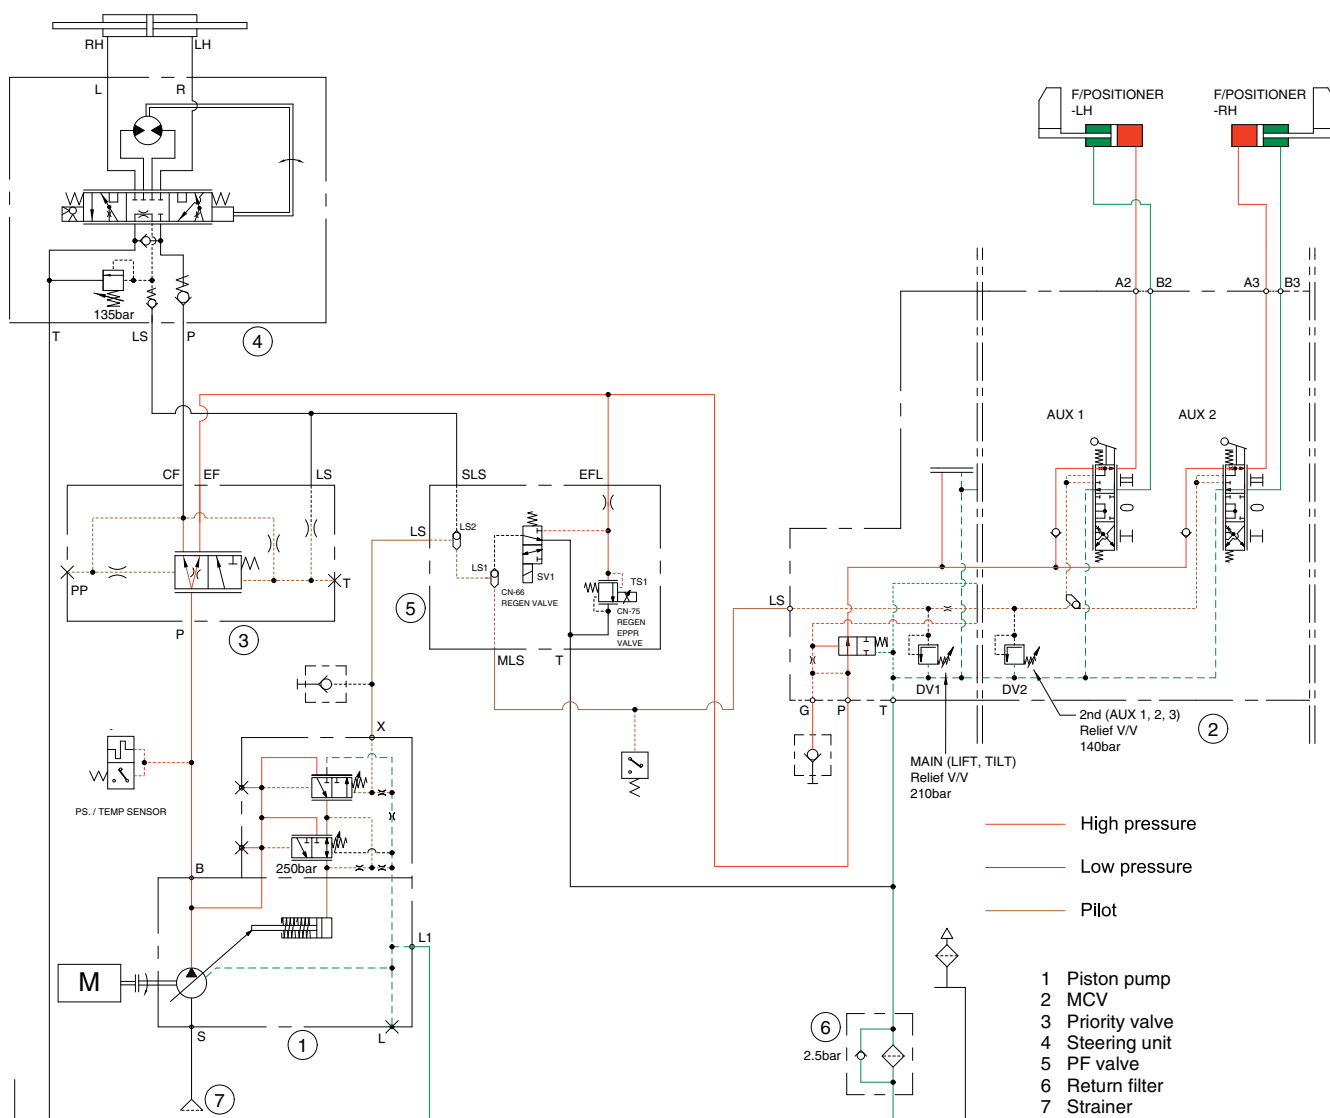 RH
LH
L
R
135bar
T
LS
P
4
F/POSITIONER
-LH
F/POSITIONER
-RH
A2
B2
A3
B3
AUX 1
AUX 2
CF
EF
LS
PP
T
P
3
SLS
EFL
LS
LS2
LS1
SV1
CN-66
REGEN VALVE
TS1
CN-75
REGEN
EPPR
VALVE
5
MLS
T
LS
G
P
T
DV1
DV2
MAIN (LIFT, TILT)
Relief V/V
210bar
2nd (AUX 1, 2, 3)
Relief V/V
140bar
2
X
PS. / TEMP SENSOR
B
250bar
L1
M
S
L
1
7
6
2.5bar
High pressure
Low pressure
Pilot
1 Piston pump
2 MCV
3 Priority valve
4 Steering unit
5 PF valve
6 Return filter
7 Strainer